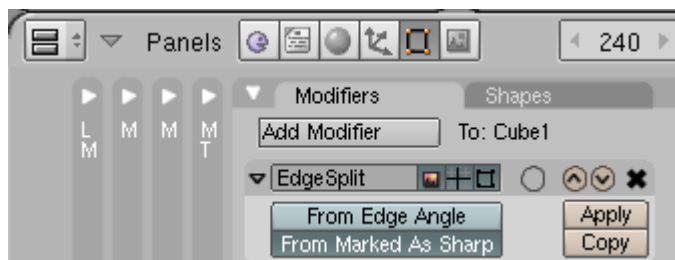 Panels
240
Modifiers
Shapes
L
M
M
M
M
T
Add Modifier
To: Cube1
EdgeSplit
From Edge Angle
Apply
From Marked As Sharp
Copy